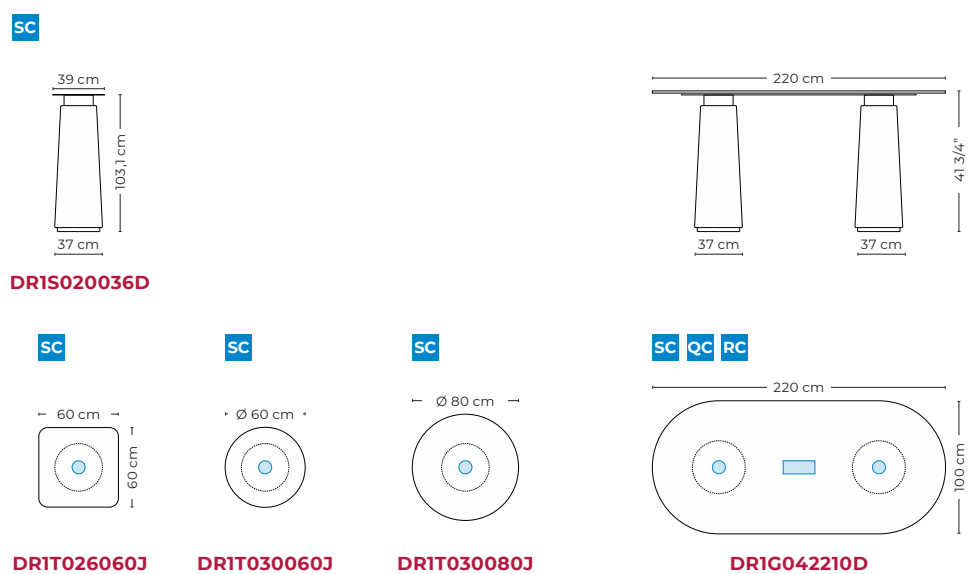 SC
39 cm
103,1 cm
37 cm
DR1S020036D
220 cm
41 3/4"
37 cm
37 cm
SC
60 cm
60 cm
DR1T026060J
SC
Ø 60 cm
DR1T030060J
SC
Ø 80 cm
DR1T030080J
SC QC RC
220 cm
100 cm
DR1G042210D